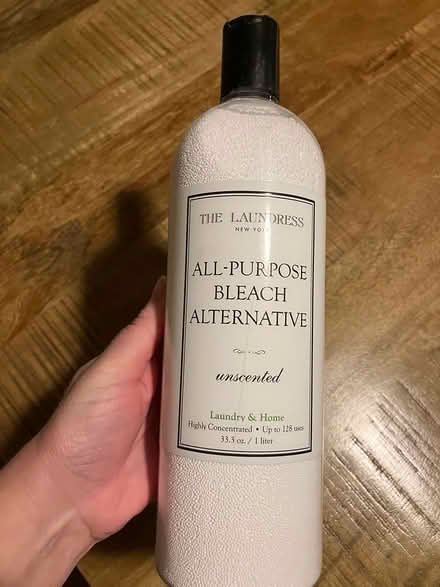 THE LAUNDRESS
NEW YORK
ALL-PURPOSE
BLEACH
ALTERNATIVE
unscented
Laundry & Home
Highly Concentrated • Up to 128 uses
33.3 oz. / 1 liter